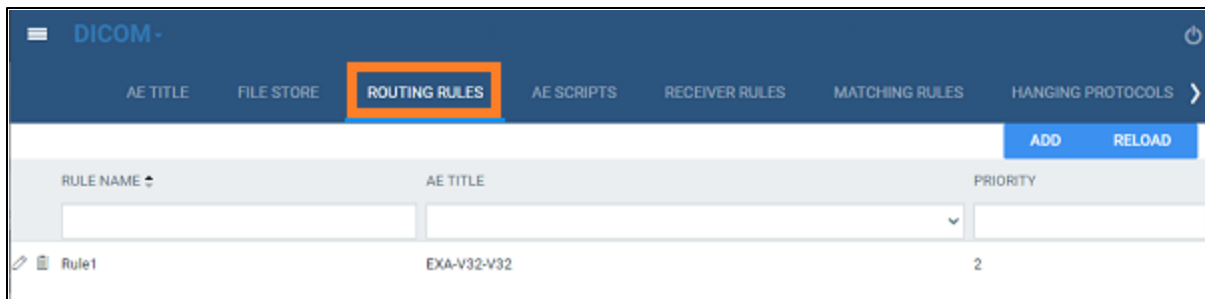 DICOM
AE TITLE FILE STORE ROUTING RULES AE SCRIPTS RECEIVER RULES MATCHING RULES HANGING PROTOCOLS
ADD RELOAD
RULE NAME AE TITLE PRIORITY
Rule1 EXA-V32-V32 2